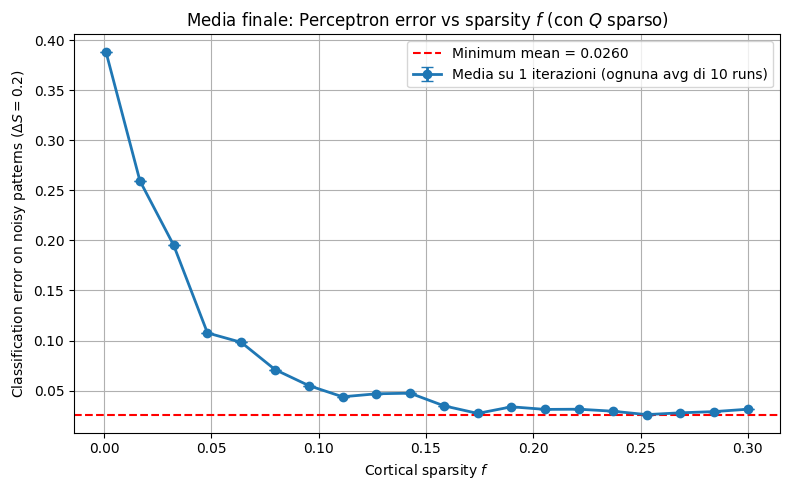 Media finale: Perceptron error vs sparsity f (con Q sparso)
Minimum mean = 0.0260
Media su 1 iterazioni (ognuna avg di 10 runs)
Classification error on noisy patterns (ΔS = 0.2)
0.40
0.35
0.30
0.25
0.20
0.15
0.10
0.05
0.00 0.05 0.10 0.15 0.20 0.25 0.30
Cortical sparsity f